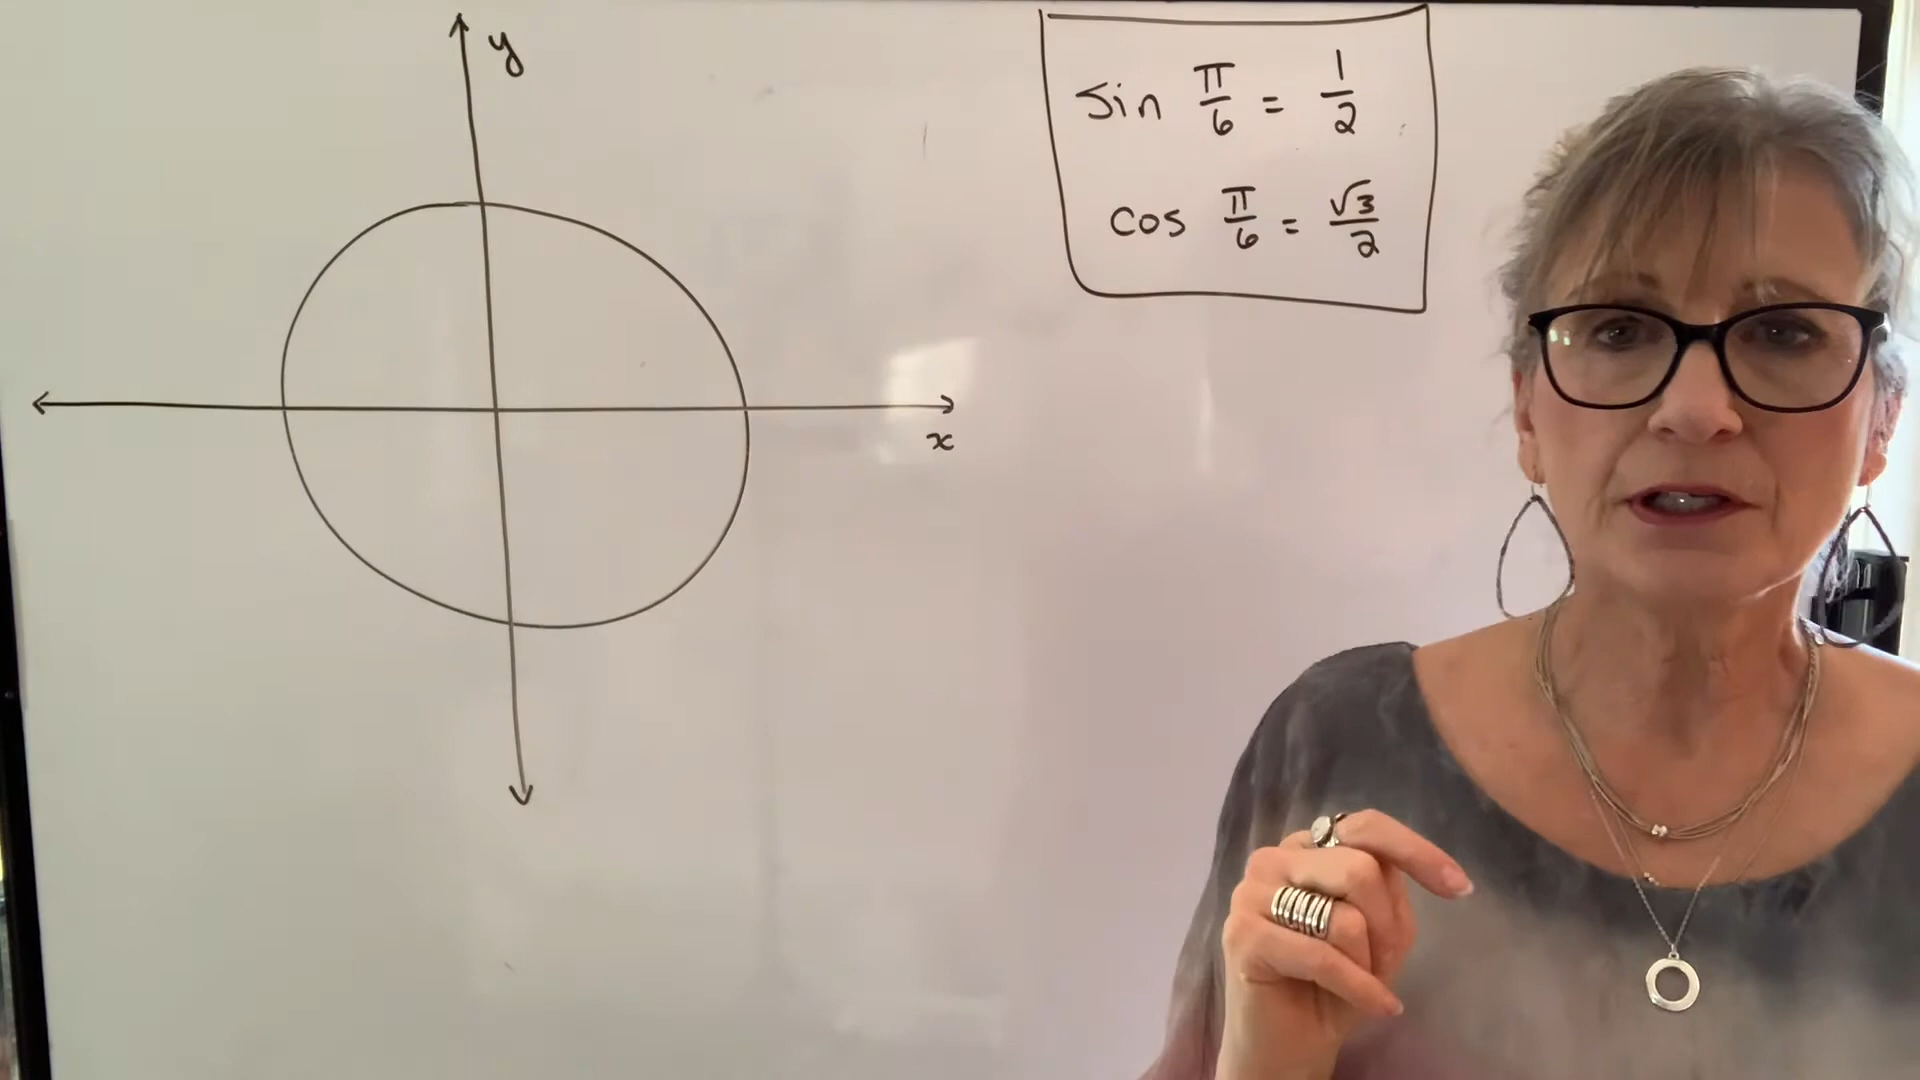 y
x
sin π/6 = 1/2
cos π/6 = √3/2